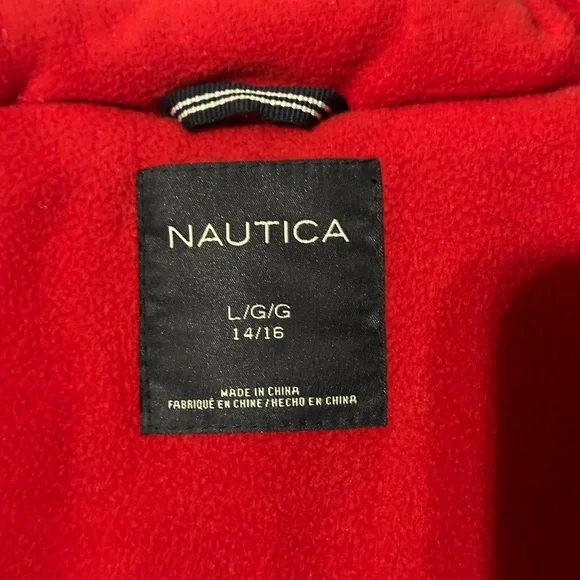 NAUTICA
L/G/G
14/16
MADE IN CHINA
FABRIQUÉ EN CHINE/HECHO EN CHINA